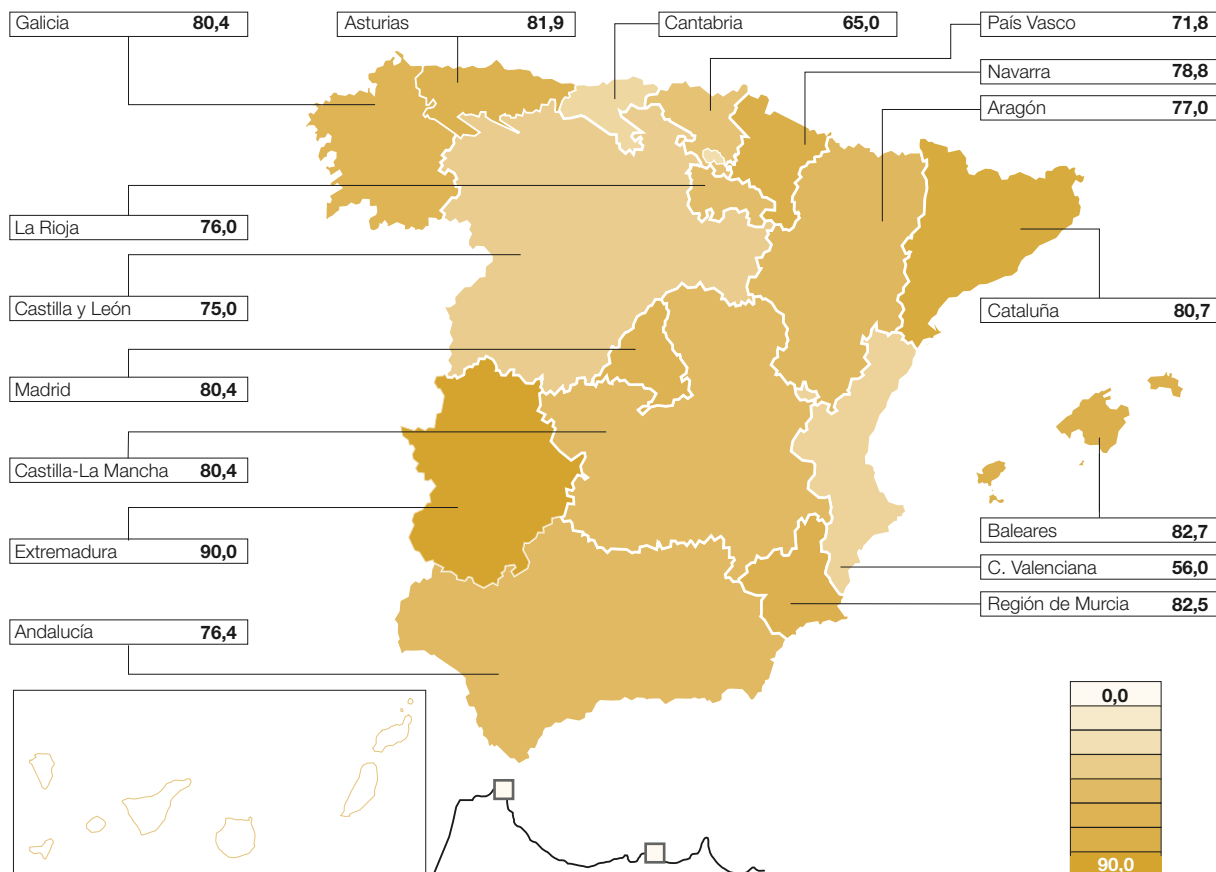 Galicia 80,4
Asturias 81,9
Cantabria 65,0
País Vasco 71,8
Navarra 78,8
Aragón 77,0
La Rioja 76,0
Castilla y León 75,0
Cataluña 80,7
Madrid 80,4
Castilla-La Mancha 80,4
Extremadura 90,0
Baleares 82,7
C. Valenciana 56,0
Región de Murcia 82,5
Andalucía 76,4
0,0
90,0